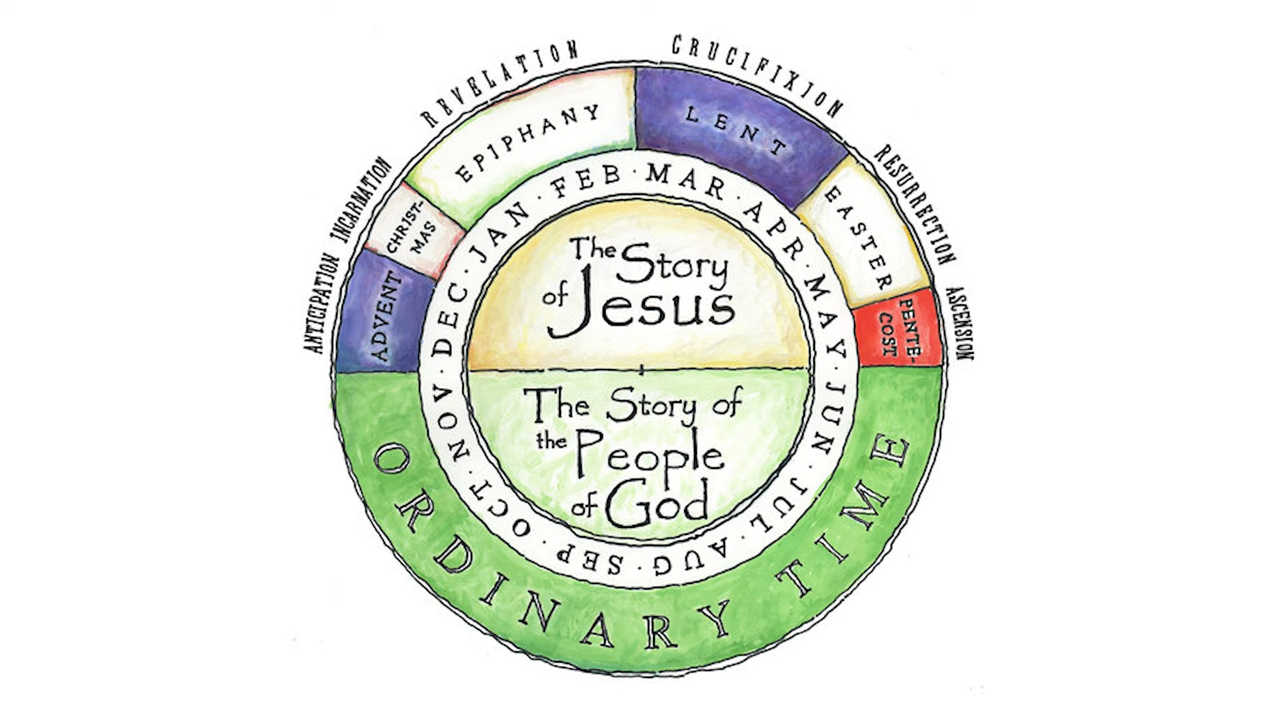 ANTICIPATION
INCARNATION
REVELATION
CRUCIFIXION
RESURRECTION
ASCENSION
ADVENT
CHRIST-
MAS
EPIPHANY
LENT
EASTER
PENTE-
COST
ORDINARY TIME
JAN · FEB · MAR · APR · MAY · JUN · JUL · AUG · SEP · OCT · NOV · DEC ·
The Story
of Jesus
The Story of
the People
of God